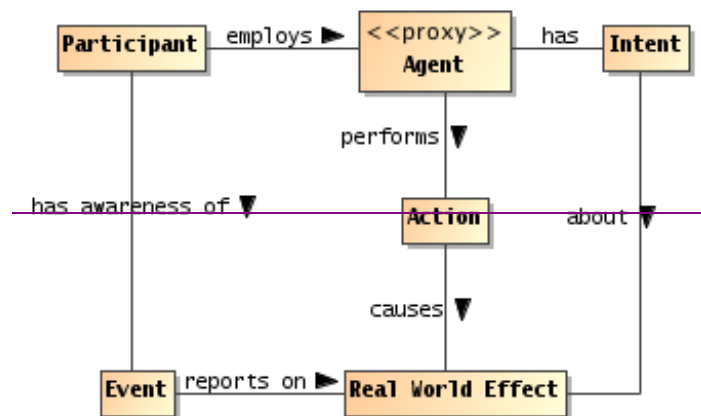 Participant
employs
<<proxy>>
Agent
has
Intent
performs
has awareness of
Action
about
causes
Event
reports on
Real World Effect